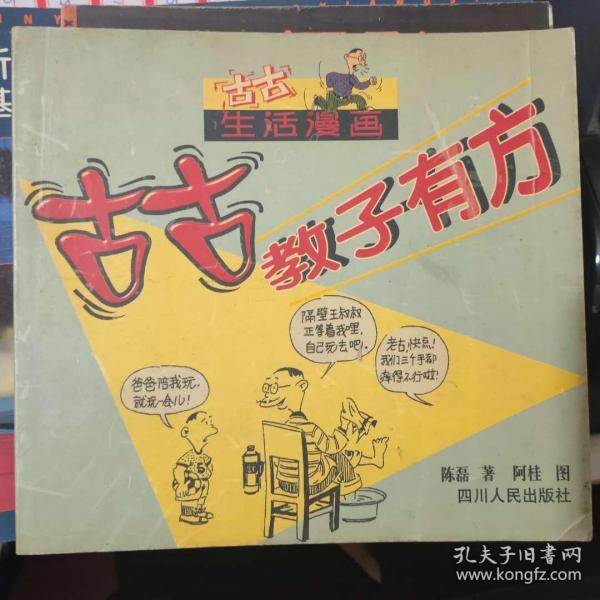 古古
生活漫画
古古
教子有方
隔壁王叔叔
正等着我哩,
自己玩去吧!。
老古,快点!
我们三个手都
痒得不行啦!
爸爸陪我玩,
就玩一会儿!
陈磊 著 阿桂 图
四川人民出版社
孔夫子旧书网
www.kongfz.com